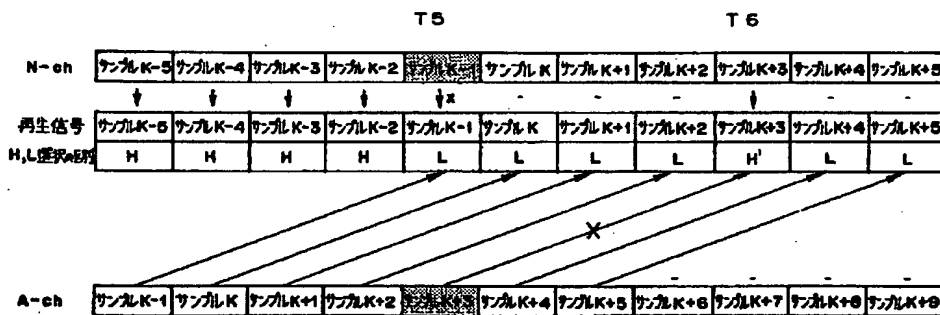 T5 T6
N-ch サンプルK-5 サンプルK-4 サンプルK-3 サンプルK-2 サンプルK-1 サンプルK サンプルK+1 サンプルK+2 サンプルK+3 サンプルK+4 サンプルK+5
x - - - - -
再生信号 サンプルK-5 サンプルK-4 サンプルK-3 サンプルK-2 サンプルK-1 サンプルK サンプルK+1 サンプルK+2 サンプルK+3 サンプルK+4 サンプルK+5
H,L選択の H H H H L L L L H' L L
X
- - - -
A-ch サンプルK-1 サンプルK サンプルK+1 サンプルK+2 サンプルK+3 サンプルK+4 サンプルK+5 サンプルK+6 サンプルK+7 サンプルK+8 サンプルK+9